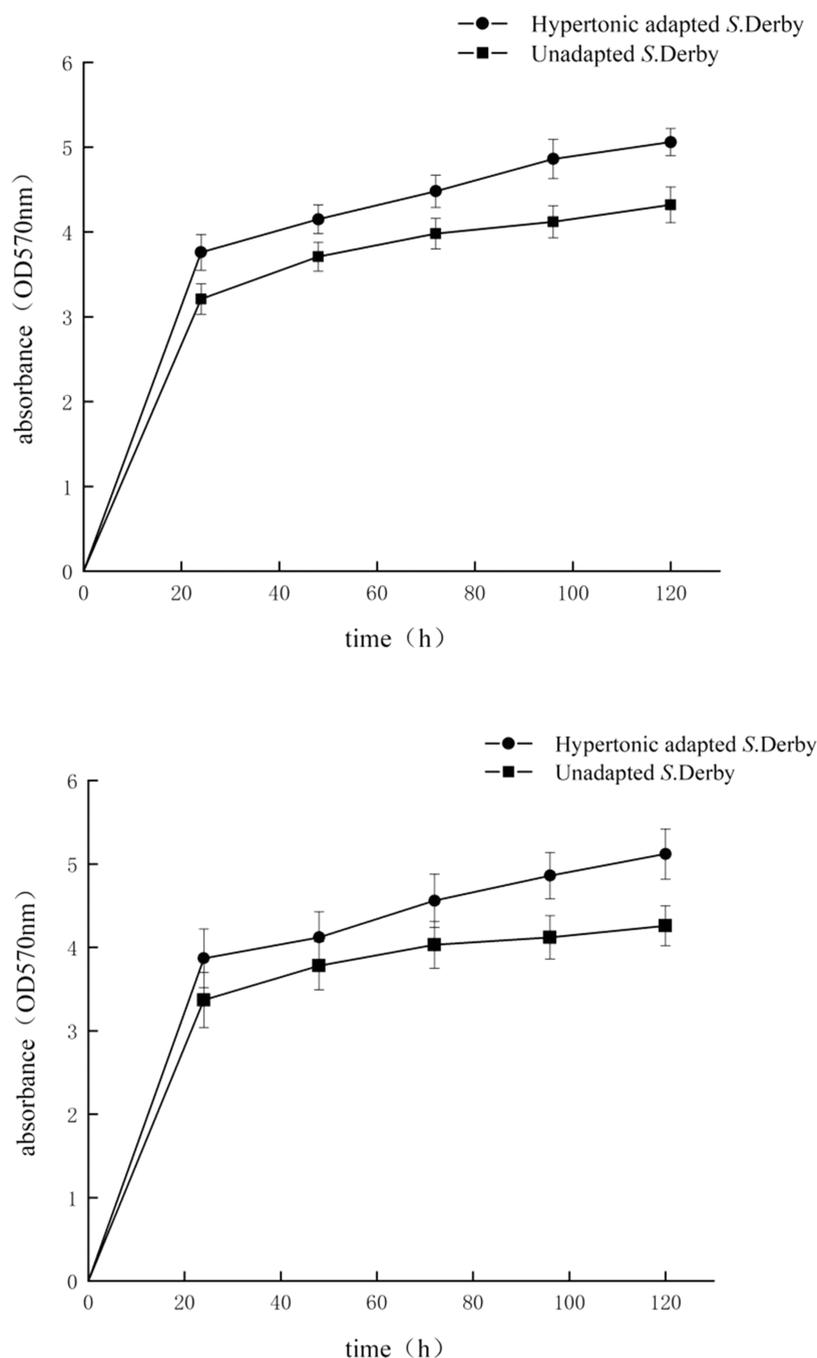 Hypertonic adapted S.Derby
Unadapted S.Derby
6
5
4
3
2
1
0
absorbance（OD570nm）
0 20 40 60 80 100 120
time（h）
Hypertonic adapted S.Derby
Unadapted S.Derby
6
5
4
3
2
1
0
absorbance（OD570nm）
0 20 40 60 80 100 120
time（h）